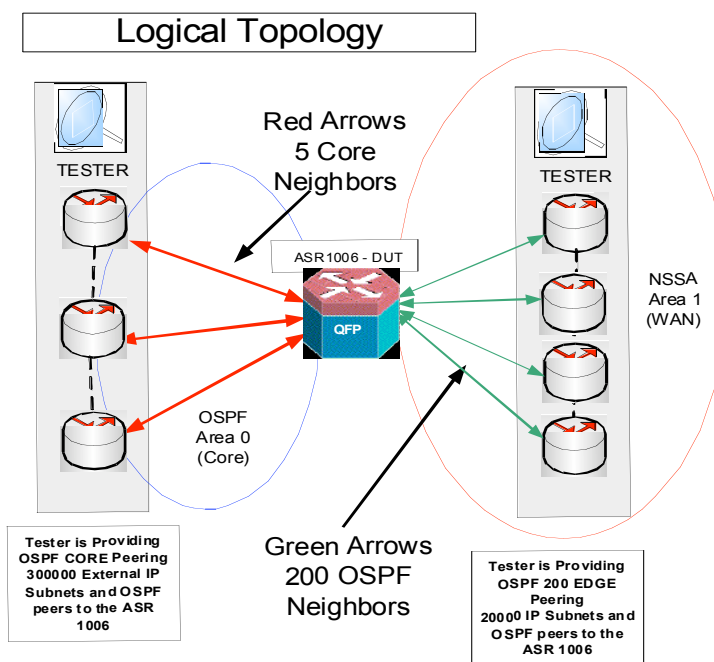 Logical Topology
TESTER
Red Arrows
5 Core
Neighbors
ASR1006 - DUT
QFP
TESTER
NSSA
Area 1
(WAN)
OSPF
Area 0
(Core)
Green Arrows
200 OSPF
Neighbors
Tester is Providing
OSPF CORE Peering
300000 External IP
Subnets and OSPF
peers to the ASR
1006
Tester is Providing
OSPF 200 EDGE
Peering
20000 IP Subnets and
OSPF peers to the
ASR 1006